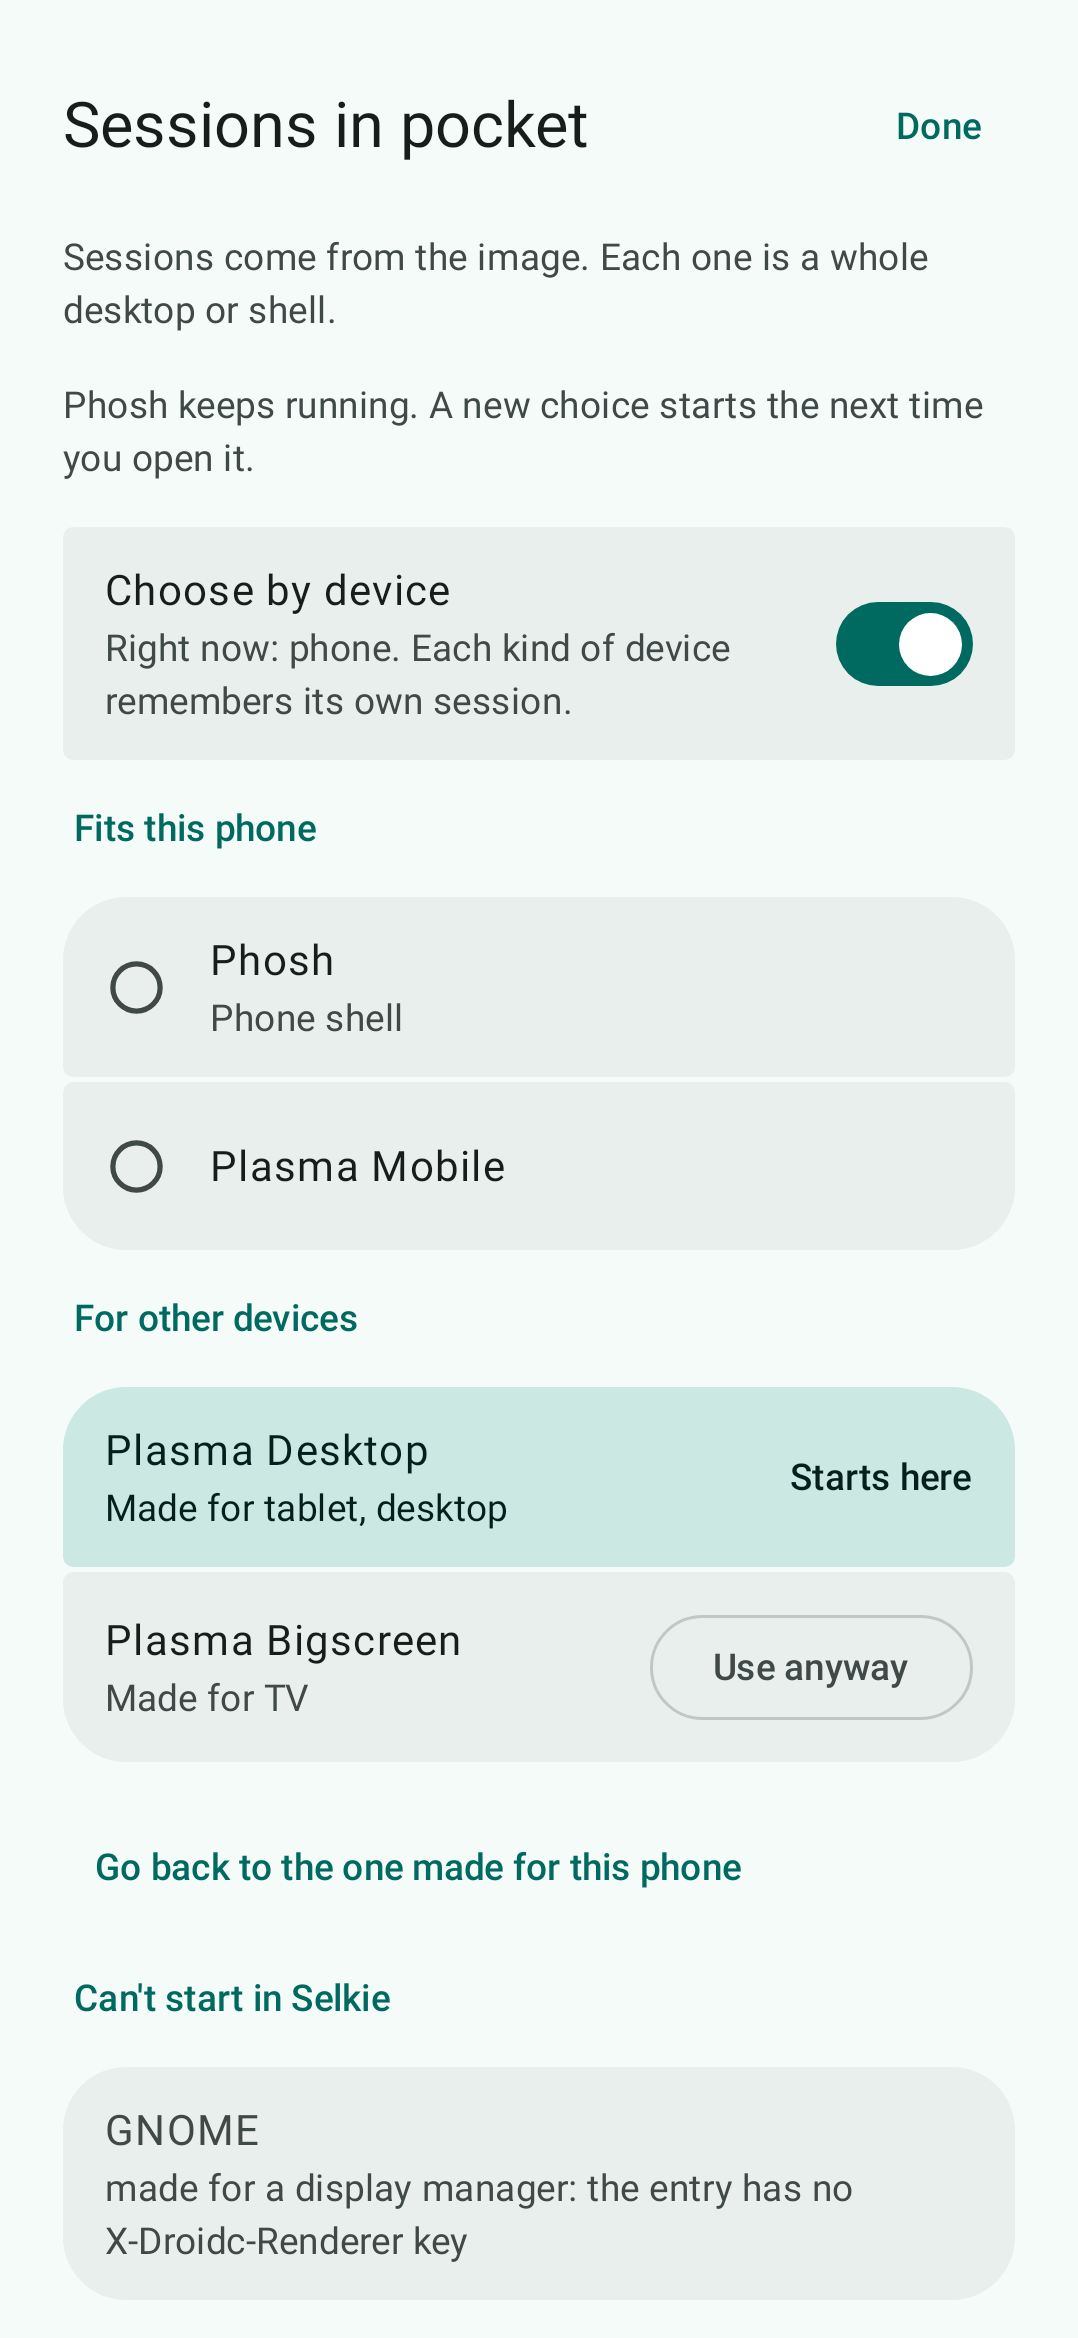 Sessions in pocket
Done
Sessions come from the image. Each one is a whole
desktop or shell.
Phosh keeps running. A new choice starts the next time
you open it.
Choose by device
Right now: phone. Each kind of device
remembers its own session.
Fits this phone
Phosh
Phone shell
Plasma Mobile
For other devices
Plasma Desktop
Made for tablet, desktop
Starts here
Plasma Bigscreen
Made for TV
Use anyway
Go back to the one made for this phone
Can't start in Selkie
GNOME
made for a display manager: the entry has no
X-Droidc-Renderer key